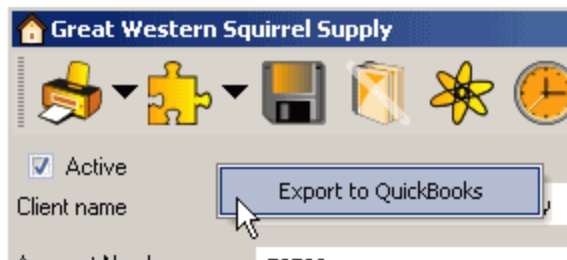 Great Western Squirrel Supply
Active
Export to QuickBooks
Client name